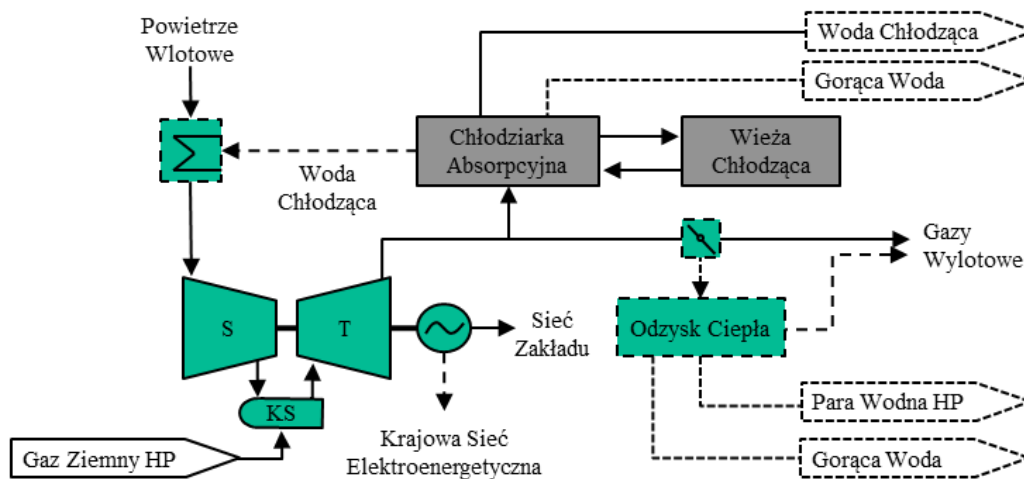 Powietrze
Wlotowe
Woda Chłodząca
Gorąca Woda
Chłodziarka
Absorpcyjna
Wieża
Chłodząca
Woda
Chłodząca
Gazy
Wylotowe
S
T
Sieć
Zakładu
Odzysk Ciepła
KS
Para Wodna HP
Krajowa Sieć
Elektroenergetyczna
Gaz Ziemny HP
Gorąca Woda